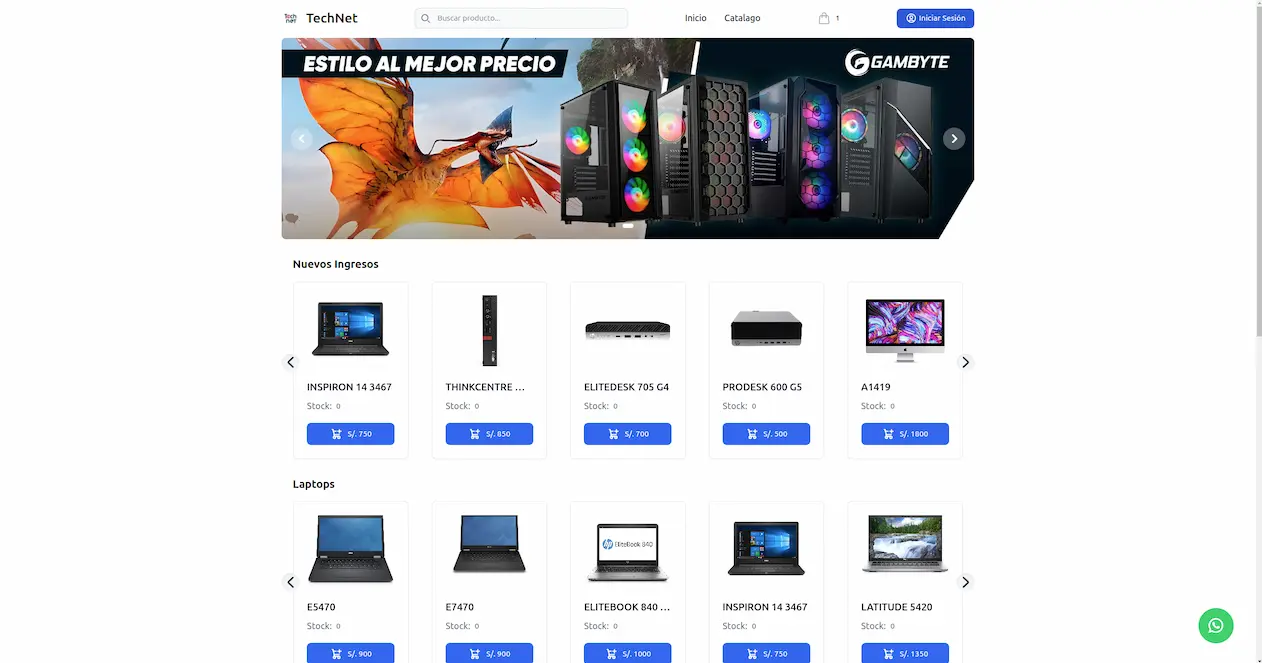 Tech
net
TechNet
Buscar producto...
Inicio
Catalago
1
Iniciar Sesión
ESTILO AL MEJOR PRECIO
GAMBYTE
Nuevos Ingresos
INSPIRON 14 3467
Stock: 0
S/. 750
THINKCENTRE ...
Stock: 0
S/. 850
ELITEDESK 705 G4
Stock: 0
S/. 700
PRODESK 600 G5
Stock: 0
S/. 500
A1419
Stock: 0
S/. 1800
Laptops
E5470
Stock: 0
S/. 900
E7470
Stock: 0
S/. 900
EliteBook 840
ELITEBOOK 840 ...
Stock: 0
S/. 1000
INSPIRON 14 3467
Stock: 0
S/. 750
LATITUDE 5420
Stock: 0
S/. 1350